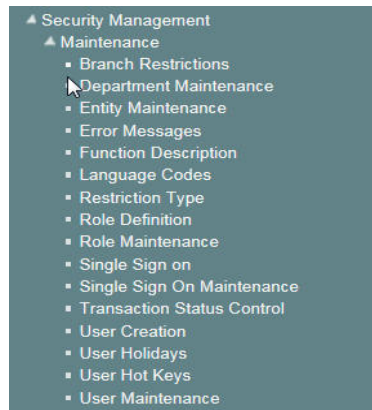 Security Management
Maintenance
Branch Restrictions
Department Maintenance
Entity Maintenance
Error Messages
Function Description
Language Codes
Restriction Type
Role Definition
Role Maintenance
Single Sign on
Single Sign On Maintenance
Transaction Status Control
User Creation
User Holidays
User Hot Keys
User Maintenance